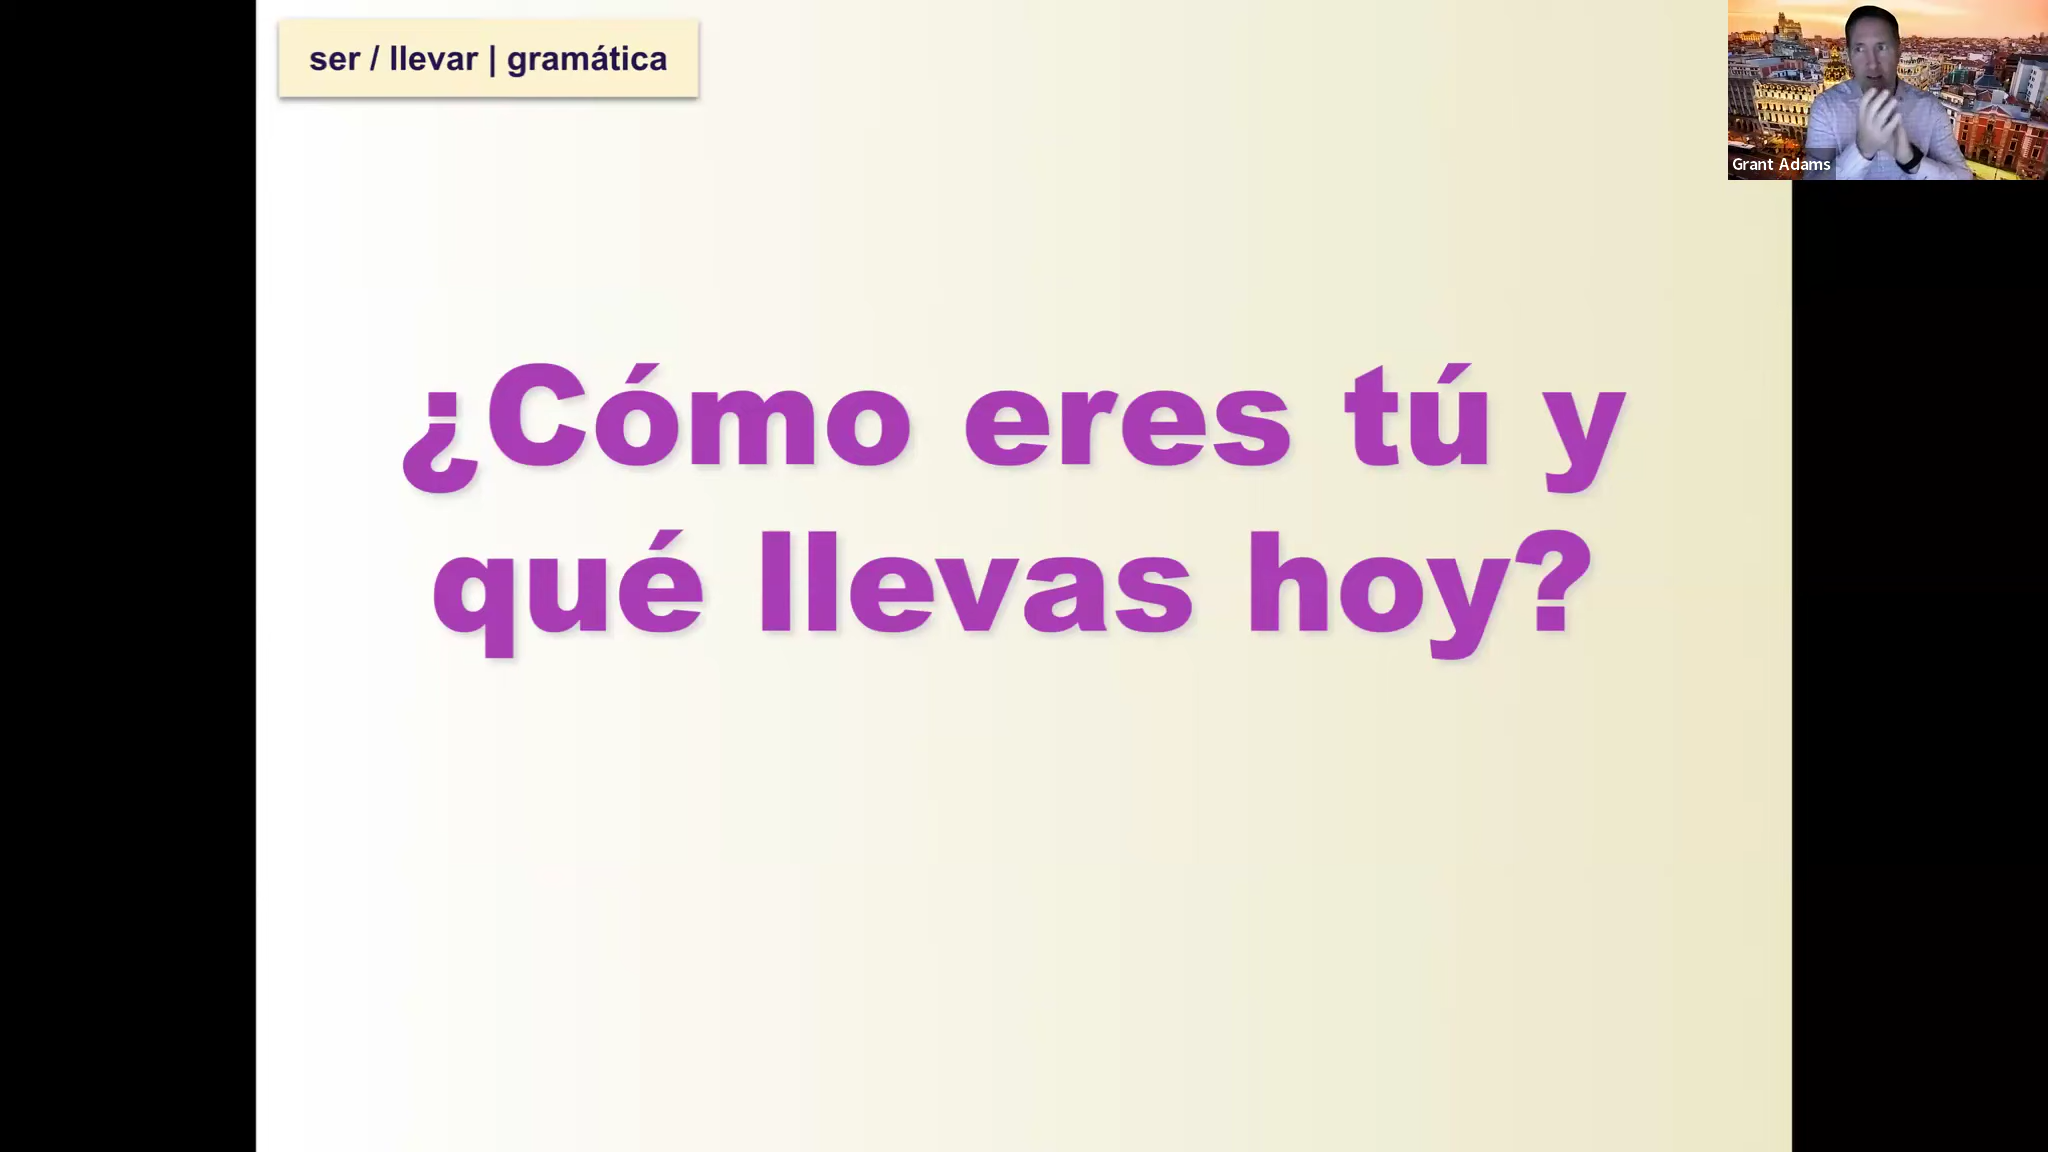 ser / llevar | gramática
Grant Adams
¿Cómo eres tú y
qué llevas hoy?